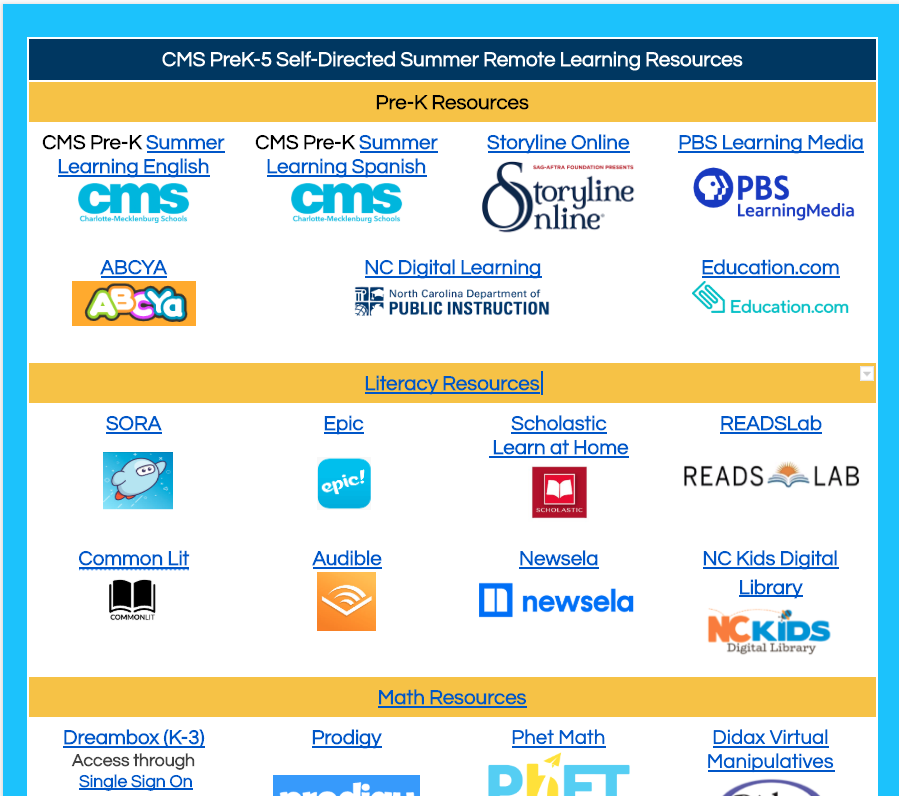 CMS PreK-5 Self-Directed Summer Remote Learning Resources
Pre-K Resources
CMS Pre-K Summer
Learning English
cms
Charlotte-Mecklenburg Schools
CMS Pre-K Summer
Learning Spanish
cms
Charlotte-Mecklenburg Schools
Storyline Online
SAG-AFTRA FOUNDATION PRESENTS
Storyline
Online
PBS Learning Media
PBS
LearningMedia
ABCYA
ABCYa
NC Digital Learning
North Carolina Department of
PUBLIC INSTRUCTION
Education.com
Education.com
Literacy Resources
SORA
Epic
epic!
Scholastic
Learn at Home
SCHOLASTIC
READSLab
READS LAB
Common Lit
COMMONLIT
Audible
Newsela
newsela
NC Kids Digital
Library
NC KiDS
Digital Library
Math Resources
Dreambox (K-3)
Access through
Single Sign On
Prodigy
prodigy
Phet Math
PhET
Didax Virtual
Manipulatives